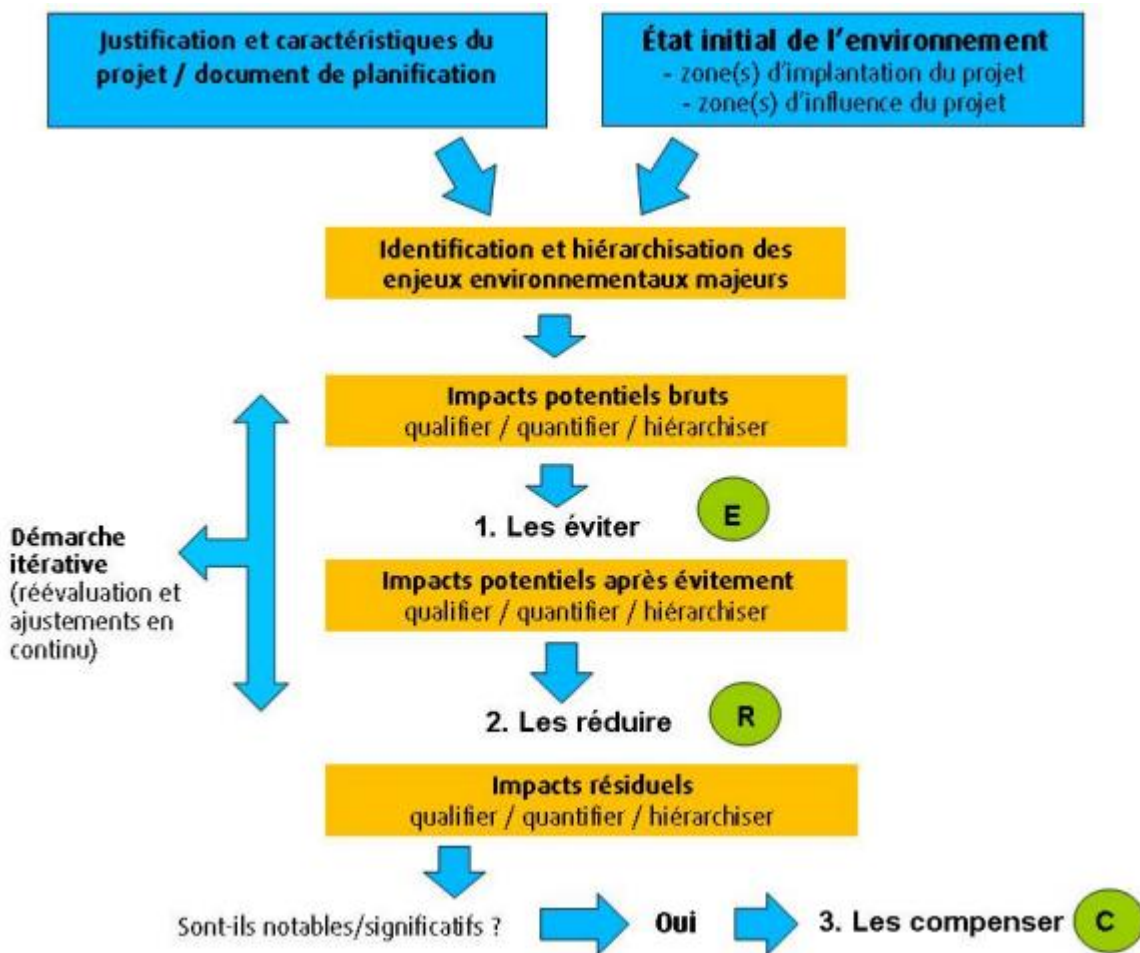 Justification et caractéristiques du
projet / document de planification
État initial de l'environnement
- zone(s) d'implantation du projet
- zone(s) d'influence du projet
Identification et hiérarchisation des
enjeux environnementaux majeurs
Impacts potentiels bruts
qualifier / quantifier / hiérarchiser
1. Les éviter
E
Démarche
itérative
(réévaluation et
ajustements en
continu)
Impacts potentiels après évitement
qualifier / quantifier / hiérarchiser
2. Les réduire
R
Impacts résiduels
qualifier / quantifier / hiérarchiser
Sont-ils notables/significatifs ?
Oui
3. Les compenser
C